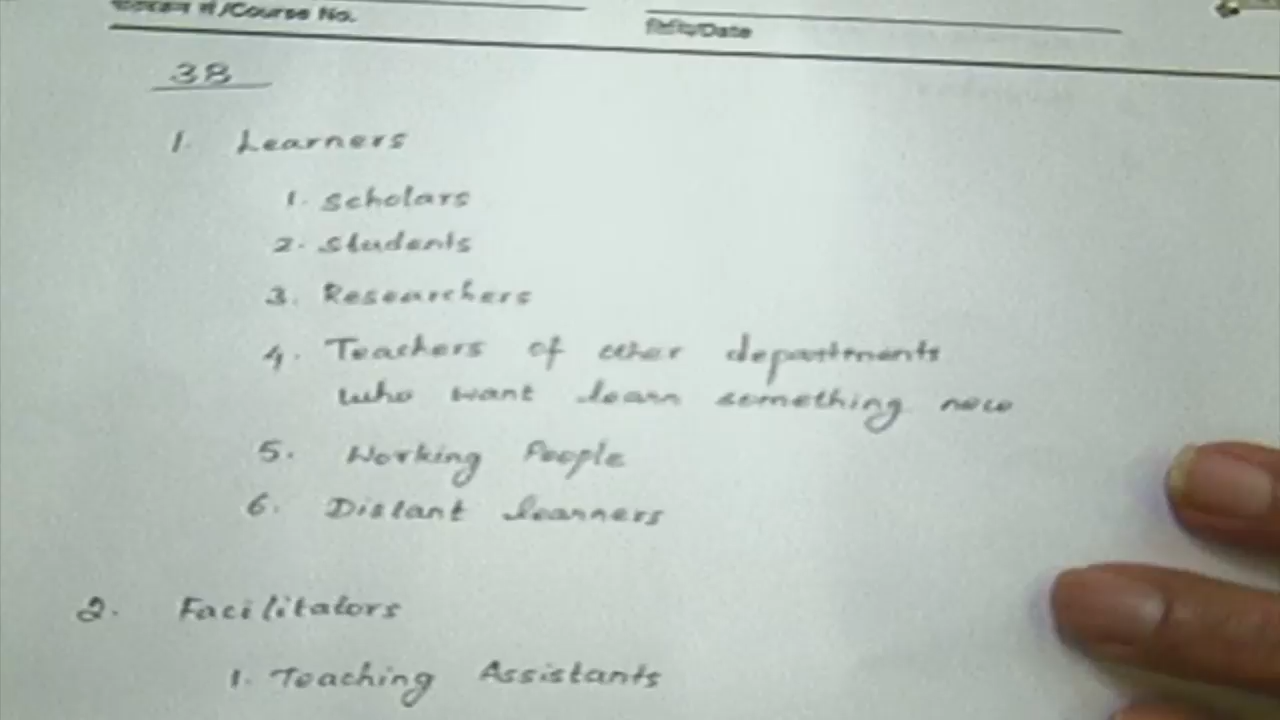 /Course No.
तिथि/Date
3B
1. Learners
1. Scholars
2. Students
3. Researchers
4. Teachers of other departments
who want learn something new
5. Working People
6. Distant learners
2. Facilitators
1. Teaching Assistants